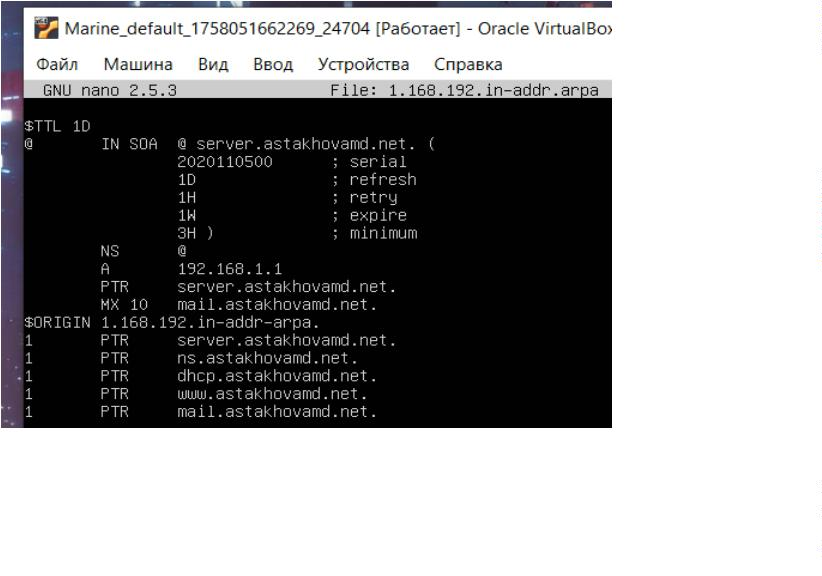 Marine_default_1758051662269_24704 [Работает] - Oracle VirtualBo
Файл Машина Вид Ввод Устройства Справка
GNU nano 2.5.3 File: 1.168.192.in-addr.arpa
$TTL 1D
@ IN SOA @ server.astakhovamd.net. (
2020110500 ; serial
1D ; refresh
1H ; retry
1W ; expire
3H ) ; minimum
NS @
A 192.168.1.1
PTR server.astakhovamd.net.
MX 10 mail.astakhovamd.net.
$ORIGIN 1.168.192.in-addr-arpa.
1 PTR server.astakhovamd.net.
1 PTR ns.astakhovamd.net.
1 PTR dhcp.astakhovamd.net.
1 PTR www.astakhovamd.net.
1 PTR mail.astakhovamd.net.